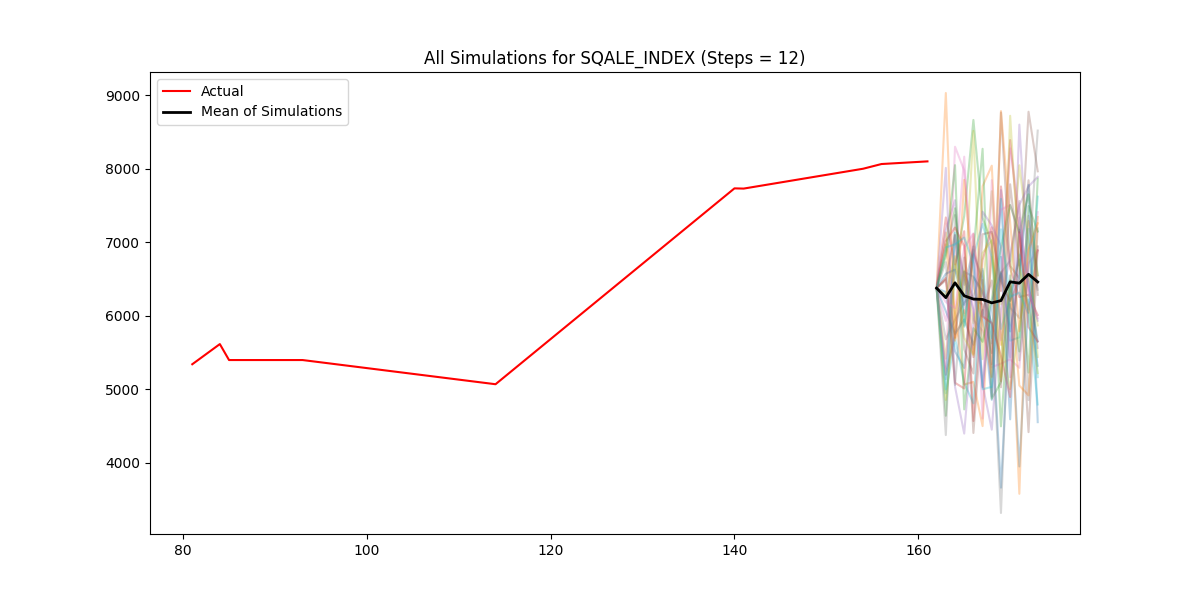 All Simulations for SQALE_INDEX (Steps = 12)
Actual
Mean of Simulations
9000
8000
7000
6000
5000
4000
80 100 120 140 160